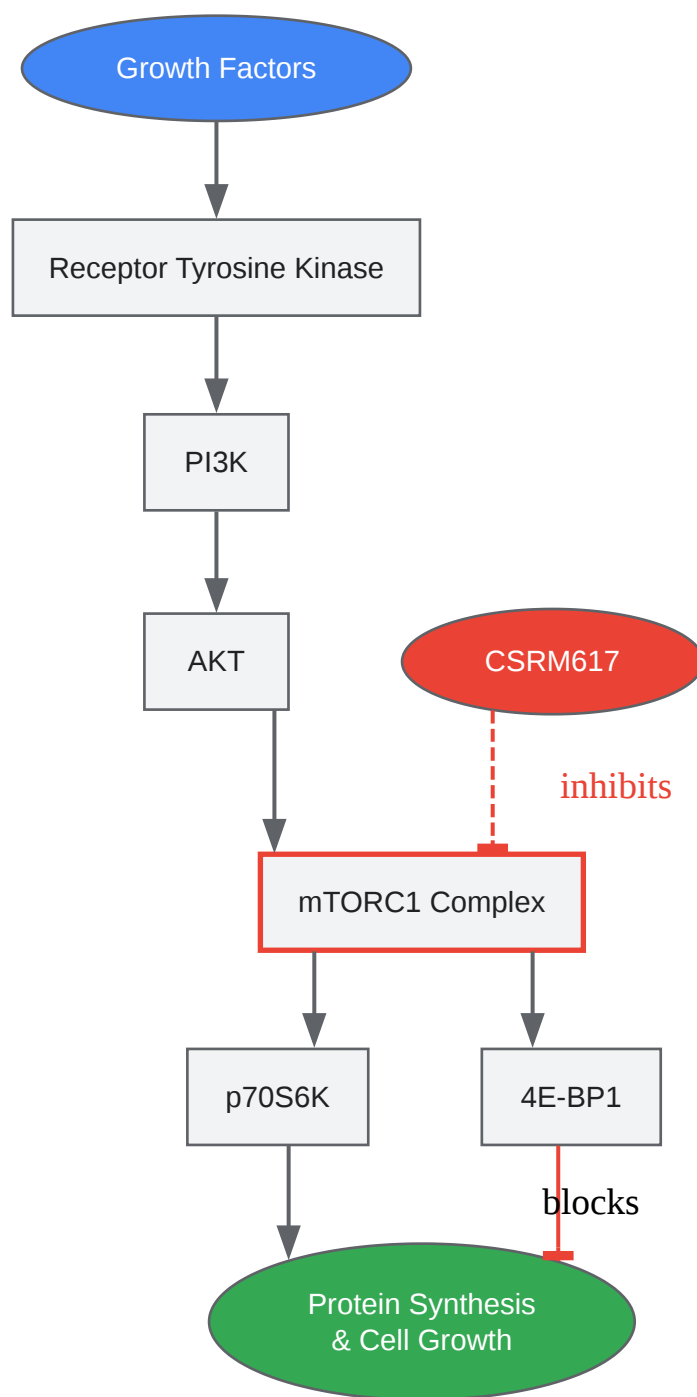 Growth Factors
Receptor Tyrosine Kinase
PI3K
AKT
CSRM617
inhibits
mTORC1 Complex
p70S6K
4E-BP1
blocks
Protein Synthesis
& Cell Growth